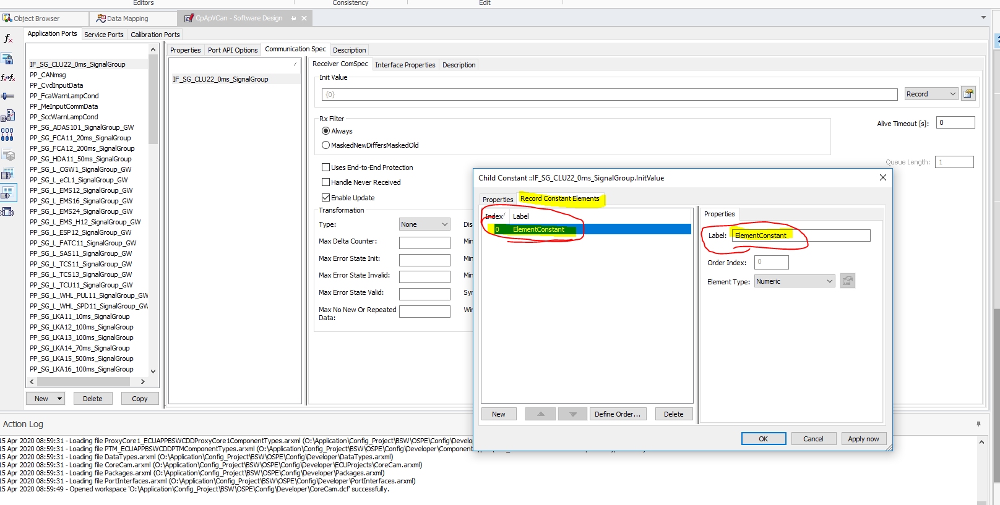 Editors Consistency Edit
Object Browser Data Mapping CpApVCan - Software Design
Application Ports Service Ports Calibration Ports
IF_SG_CLU22_0ms_SignalGroup
PP_CANmsg
PP_CvdInputData
PP_FcaWarnLampCond
PP_MeInputCommData
PP_SccWarnLampCond
PP_SG_ADAS101_SignalGroup_GW
PP_SG_FCA11_20ms_SignalGroup
PP_SG_FCA12_200ms_SignalGroup
PP_SG_HDA11_50ms_SignalGroup
PP_SG_L_CGW1_SignalGroup_GW
PP_SG_L_eCL1_SignalGroup_GW
PP_SG_L_EMS12_SignalGroup_GW
PP_SG_L_EMS16_SignalGroup_GW
PP_SG_L_EMS24_SignalGroup_GW
PP_SG_L_EMS_H12_SignalGroup_GW
PP_SG_L_ESP12_SignalGroup_GW
PP_SG_L_FATC11_SignalGroup_GW
PP_SG_L_SAS11_SignalGroup_GW
PP_SG_L_TCS11_SignalGroup_GW
PP_SG_L_TCS13_SignalGroup_GW
PP_SG_L_TCU11_SignalGroup_GW
PP_SG_L_WHL_PUL11_SignalGroup_GW
PP_SG_L_WHL_SPD11_SignalGroup_GW
PP_SG_LKA11_10ms_SignalGroup
PP_SG_LKA12_100ms_SignalGroup
PP_SG_LKA13_100ms_SignalGroup
PP_SG_LKA14_70ms_SignalGroup
PP_SG_LKA15_500ms_SignalGroup
PP_SG_LKA16_100ms_SignalGroup
New Delete Copy
Properties Port API Options Communication Spec Description
IF_SG_CLU22_0ms_SignalGroup
Receiver ComSpec Interface Properties Description
Init Value
{0} Record
Rx Filter
Always
MaskedNewDiffersMaskedOld
Alive Timeout [s]: 0
Queue Length: 1
Uses End-to-End Protection
Handle Never Received
Enable Update
Transformation
Type: None Dis
Max Delta Counter: Min
Max Error State Init: Min
Max Error State Invalid: Min
Max Error State Valid: Syn
Max No New Or Repeated Win
Data:
Child Constant ::IF_SG_CLU22_0ms_SignalGroup.InitValue
Properties Record Constant Elements
Index Label
0 ElementConstant
New Define Order... Delete
Properties
Label: ElementConstant
Order Index: 0
Element Type: Numeric
OK Cancel Apply now
Action Log
15 Apr 2020 08:59:31 - Loading file ProxyCore1_ECUAPPBSWCDDProxyCore1ComponentTypes.arxml (O:\Application\Config_Project\BSW\OSPE\Config\Develo
15 Apr 2020 08:59:31 - Loading file PTM_ECUAPPBSWCDDPTMComponentTypes.arxml (O:\Application\Config_Project\BSW\OSPE\Config\Developer\Componen
15 Apr 2020 08:59:31 - Loading file DataTypes.arxml (O:\Application\Config_Project\BSW\OSPE\Config\Developer\DataTypes.arxml)
15 Apr 2020 08:59:31 - Loading file CoreCam.arxml (O:\Application\Config_Project\BSW\OSPE\Config\Developer\ECUProjects\CoreCam.arxml)
15 Apr 2020 08:59:31 - Loading file Packages.arxml (O:\Application\Config_Project\BSW\OSPE\Config\Developer\Packages.arxml)
15 Apr 2020 08:59:31 - Loading file PortInterfaces.arxml (O:\Application\Config_Project\BSW\OSPE\Config\Developer\PortInterfaces.arxml)
15 Apr 2020 08:59:49 - Opened workspace 'O:\Application\Config_Project\BSW\OSPE\Config\Developer\CoreCam.dcf' successfully.